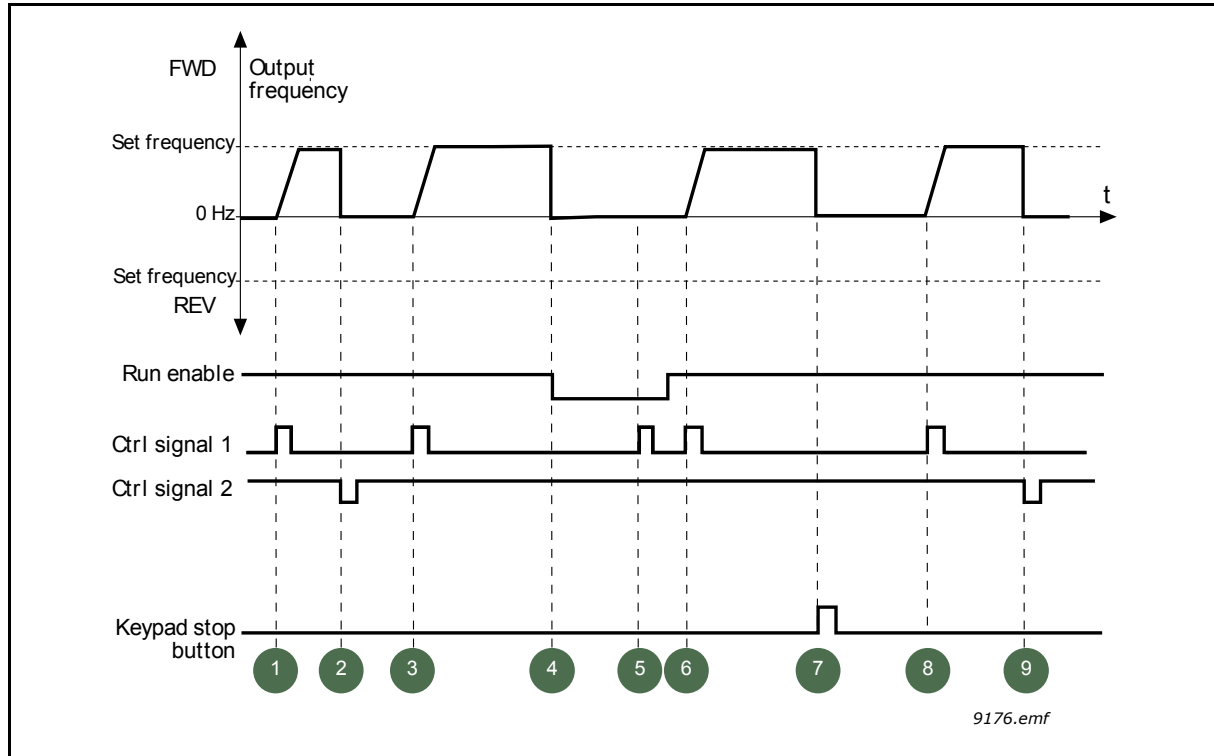 FWD
Output
frequency
Set frequency
0 Hz
t
Set frequency
REV
Run enable
Ctrl signal 1
Ctrl signal 2
Keypad stop
button
1 2 3 4 5 6 7 8 9
9176.emf